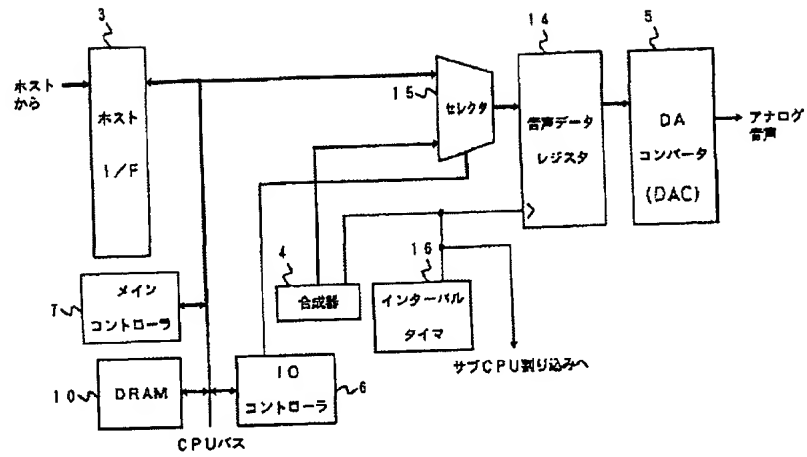 3
ホストから
ホスト
I/F
15
セレクタ
14
音声データ
レジスタ
5
DA
コンバータ
(DAC)
アナログ
音声
4
合成器
16
インターバル
タイマ
サブCPU割り込みへ
7
メイン
コントローラ
10
DRAM
IO
コントローラ
6
CPUバス